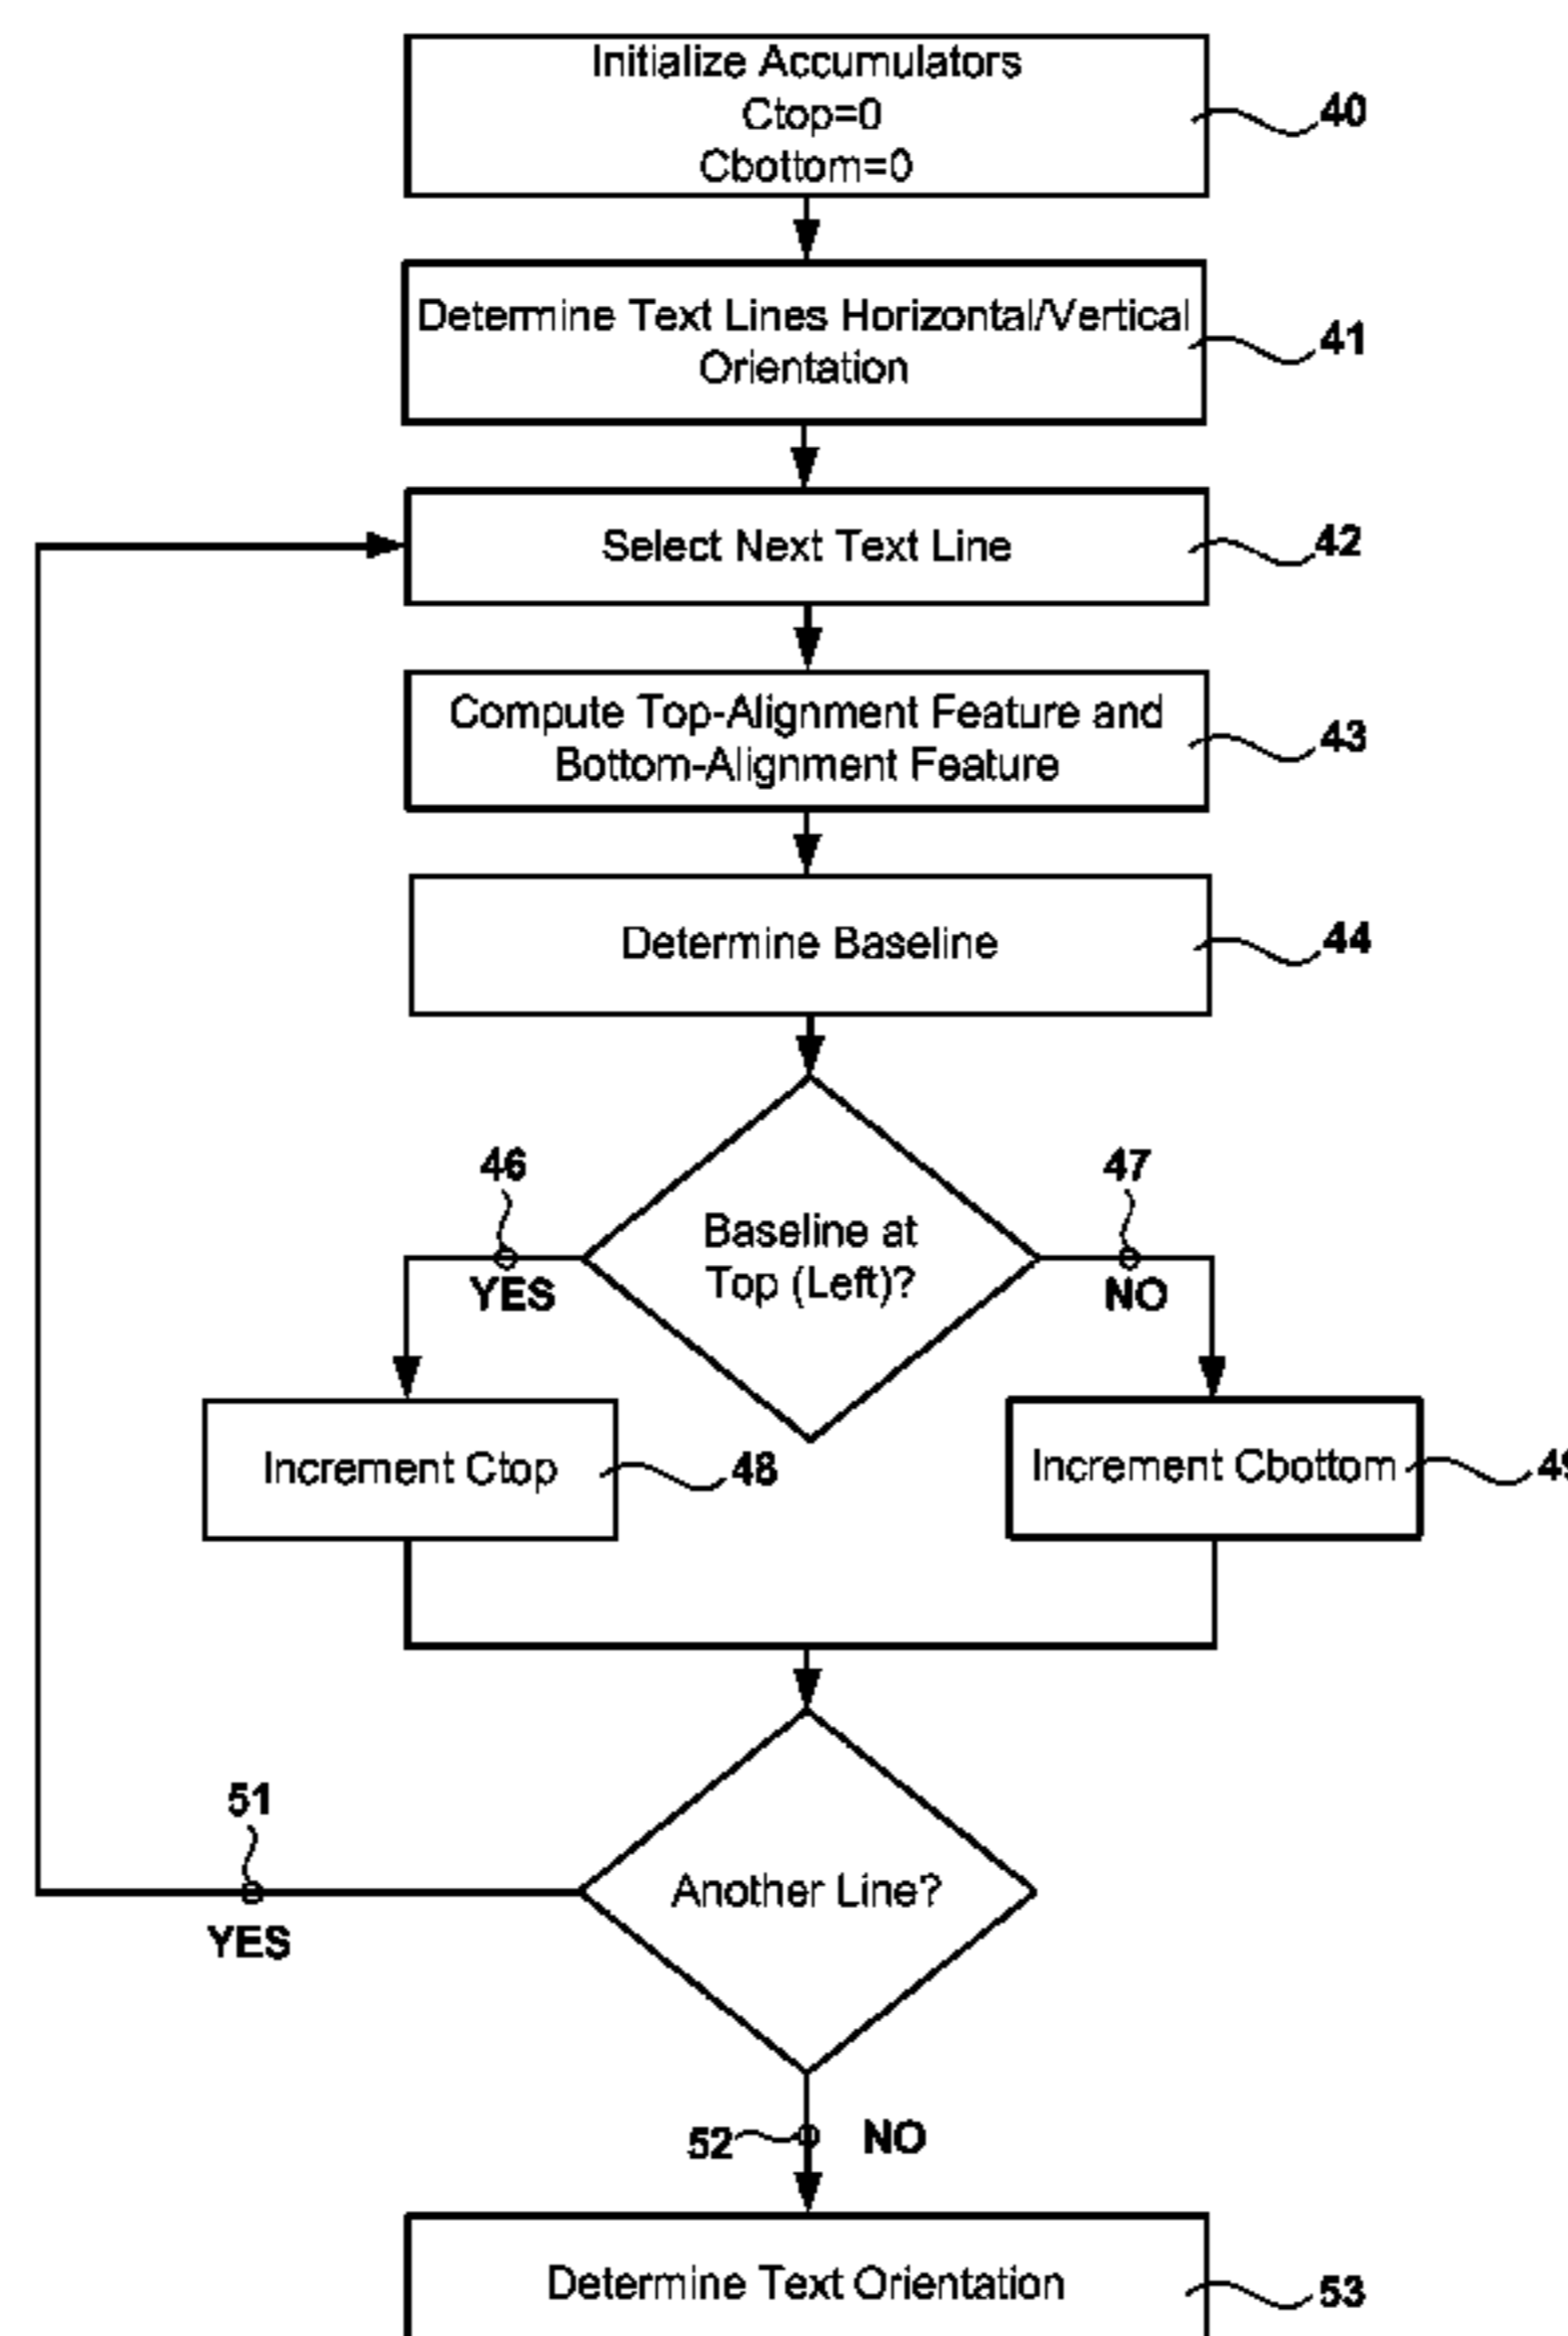 Initialize Accumulators
Ctop=0
Cbottom=0
40
Determine Text Lines Horizontal/Vertical
Orientation
41
Select Next Text Line
42
Compute Top-Alignment Feature and
Bottom-Alignment Feature
43
Determine Baseline
44
46
47
Baseline at
Top (Left)?
YES
NO
Increment Ctop
48
Increment Cbottom
49
51
Another Line?
YES
52
NO
Determine Text Orientation
53